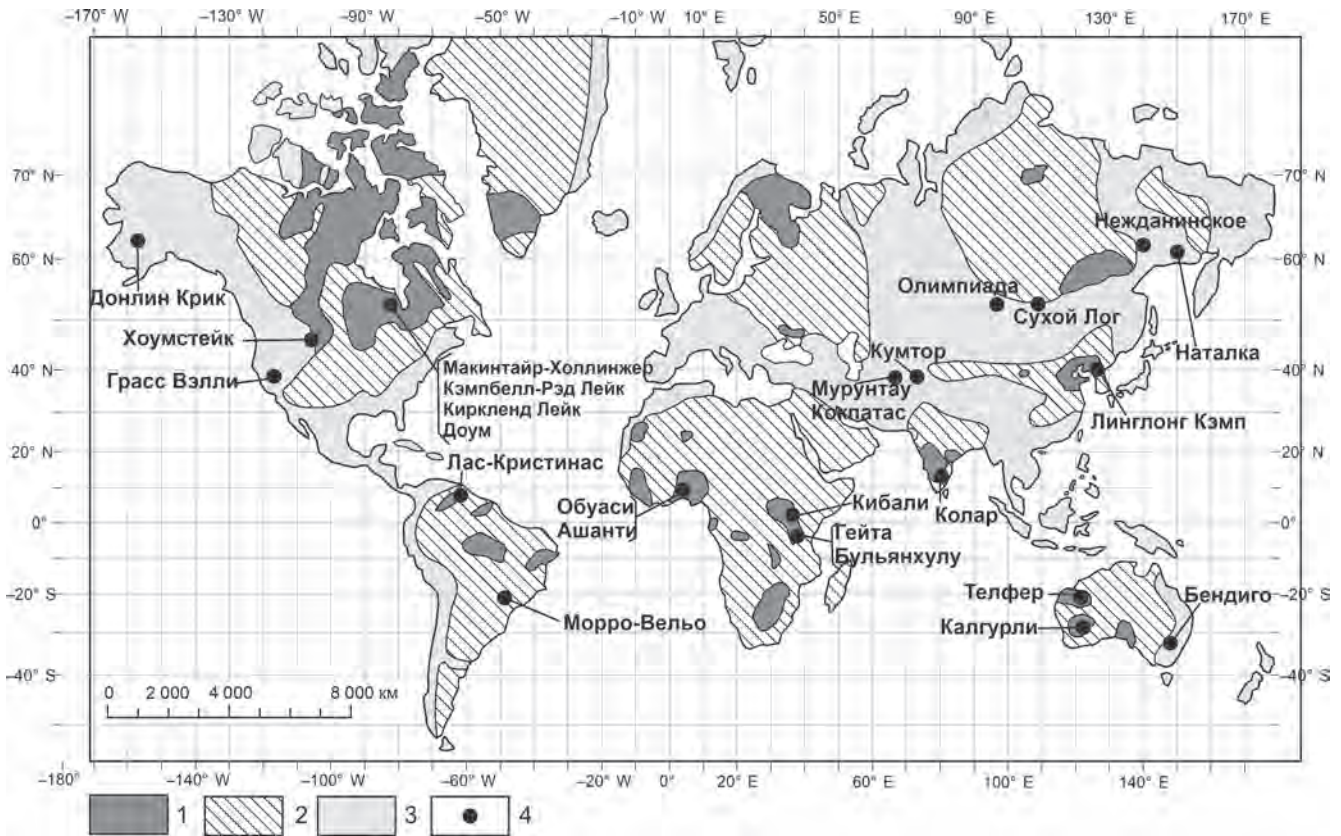 –170° W –130° W –90° W –50° W –10° W 10° E 50° E 90° E 130° E 170° E
70° N 70° N
Нежданинское
60° N 60° N
Донлин Крик
Олимпиада
Сухой Лог
Хоумстейк
Кумтор
Наталка
Макинтайр-Холлинжер
40° N 40° N
Грасс Вэлли
Кэмпбелл-Рэд Лейк
Мурунтау
Киркленд Лейк
Кокпатас
Линглонг Кэмп
Доум
20° N 20° N
Лас-Кристинас
Обуаси
Ашанти
Кибали
Колар
0° 0°
Гейта
Бульянхулу
Телфер
Бендиго
–20° S –20° S
Морро-Вельо
Калгурли
–40° S –40° S
0 2 000 4 000 8 000 км
–180° –140° W –100° W –60° W –20° W 0° 20° E 60° E 100° E 140° E
1 2 3 4